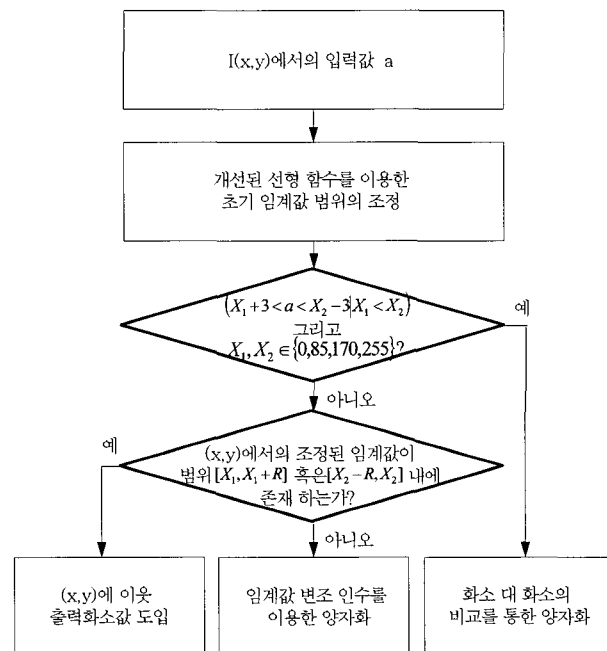 I(x,y)에서의 입력값 a
개선된 선형 함수를 이용한
초기 임계값 범위의 조정
(X₁+3<a<X₂-3|X₁<X₂)
그리고
X₁,X₂∈{0,85,170,255}?
예
아니오
예
(x,y)에서의 조정된 임계값이
범위[X₁,X₁+R] 혹은[X₂-R,X₂] 내에
존재 하는가?
아니오
(x,y)에 이웃
출력화소값 도입
임계값 변조 인수를
이용한 양자화
화소 대 화소의
비교를 통한 양자화